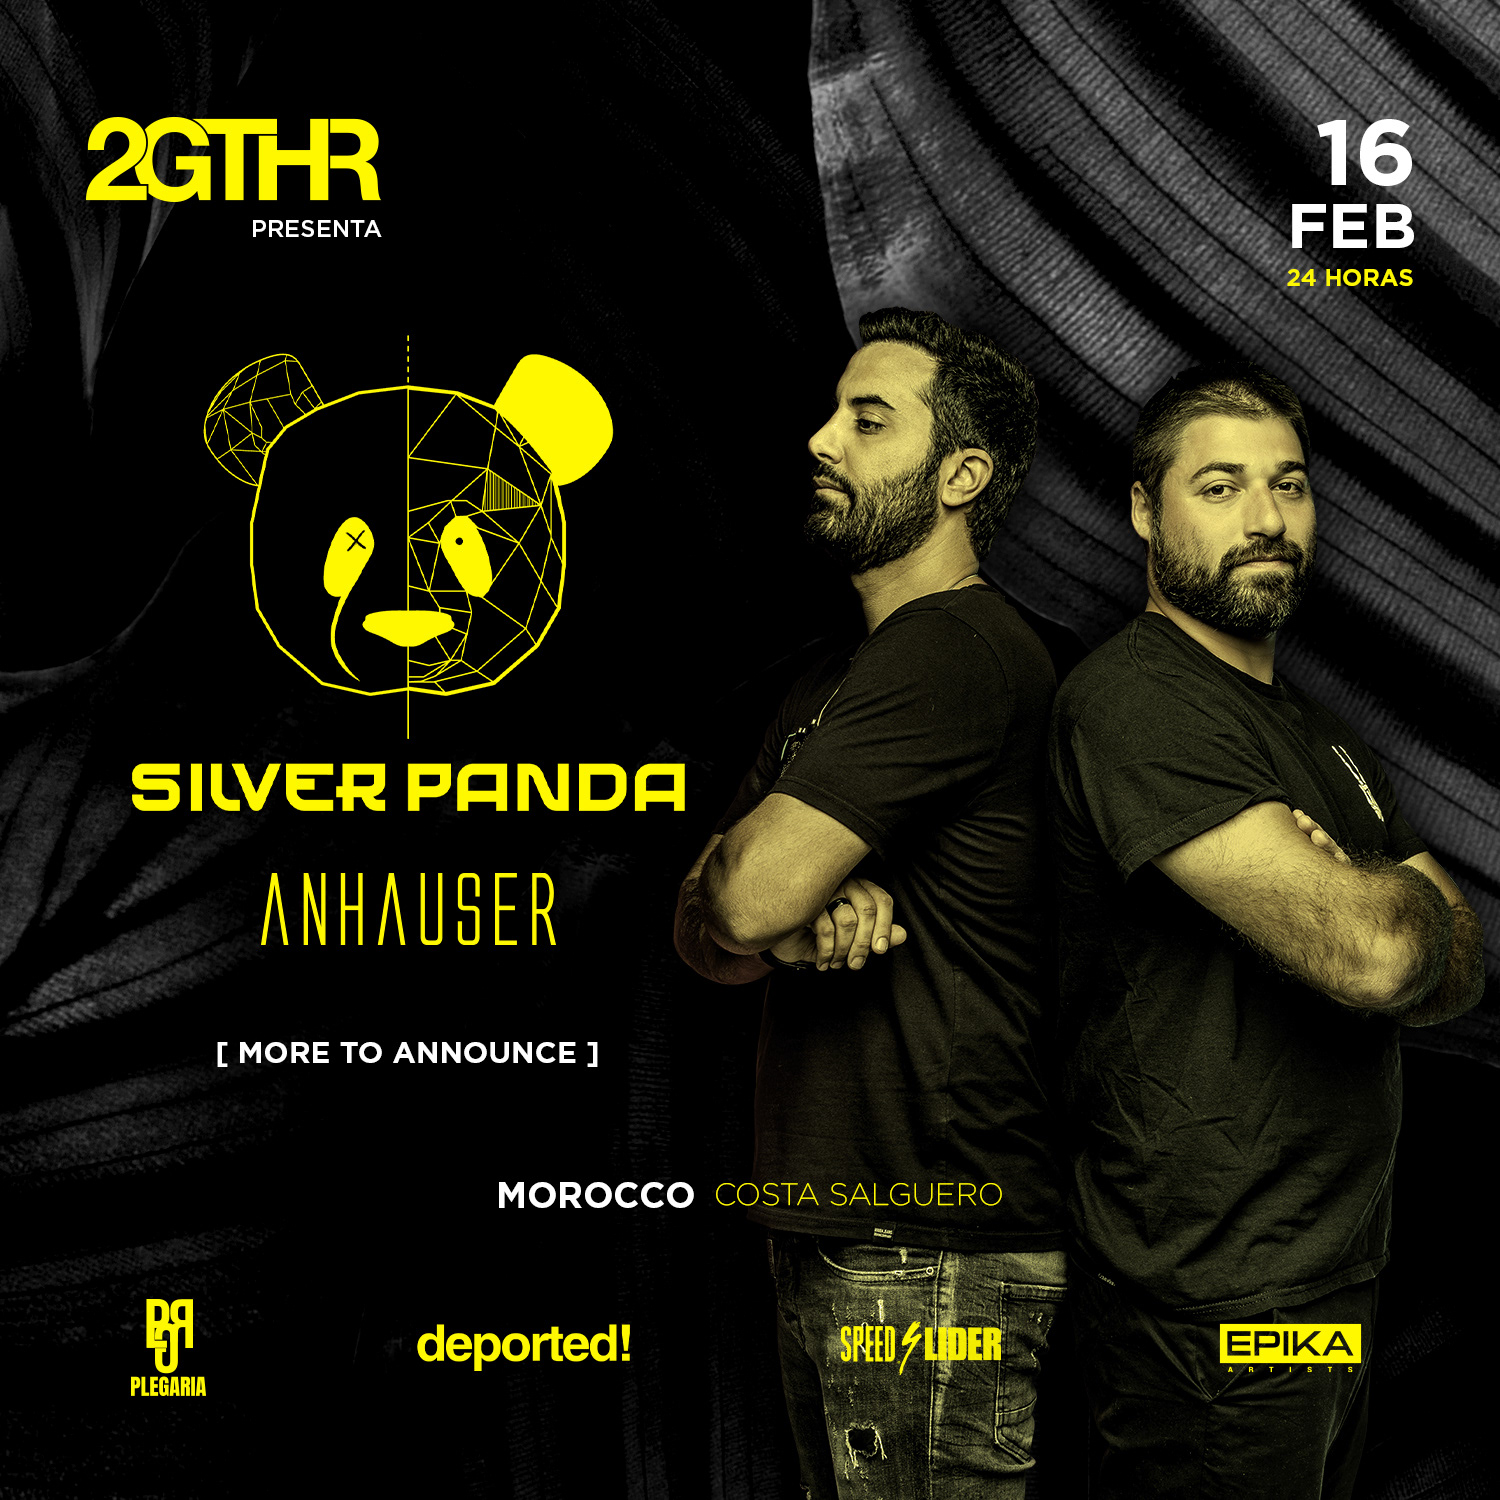 2GTHR
PRESENTA
16
FEB
24 HORAS
SILVER PANDA
ANHAUSER
[ MORE TO ANNOUNCE ]
MOROCCO COSTA SALGUERO
PLEGARIA
deported!
SPEED LIDER
EPIKA
ARTISTS